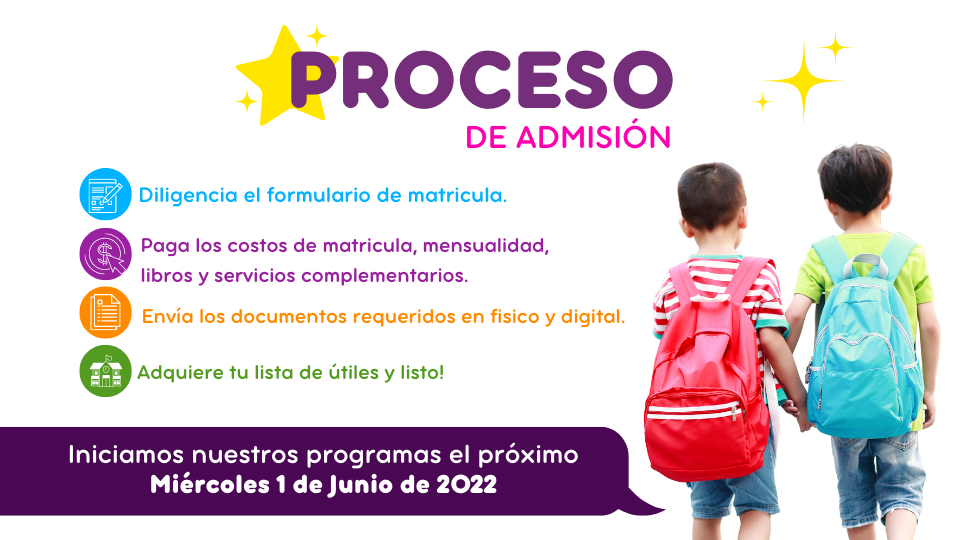 PROCESO
DE ADMISIÓN
Diligencia el formulario de matricula.
Paga los costos de matricula, mensualidad,
libros y servicios complementarios.
Envía los documentos requeridos en fisico y digital.
Adquiere tu lista de útiles y listo!
Iniciamos nuestros programas el próximo
Miércoles 1 de Junio de 2022